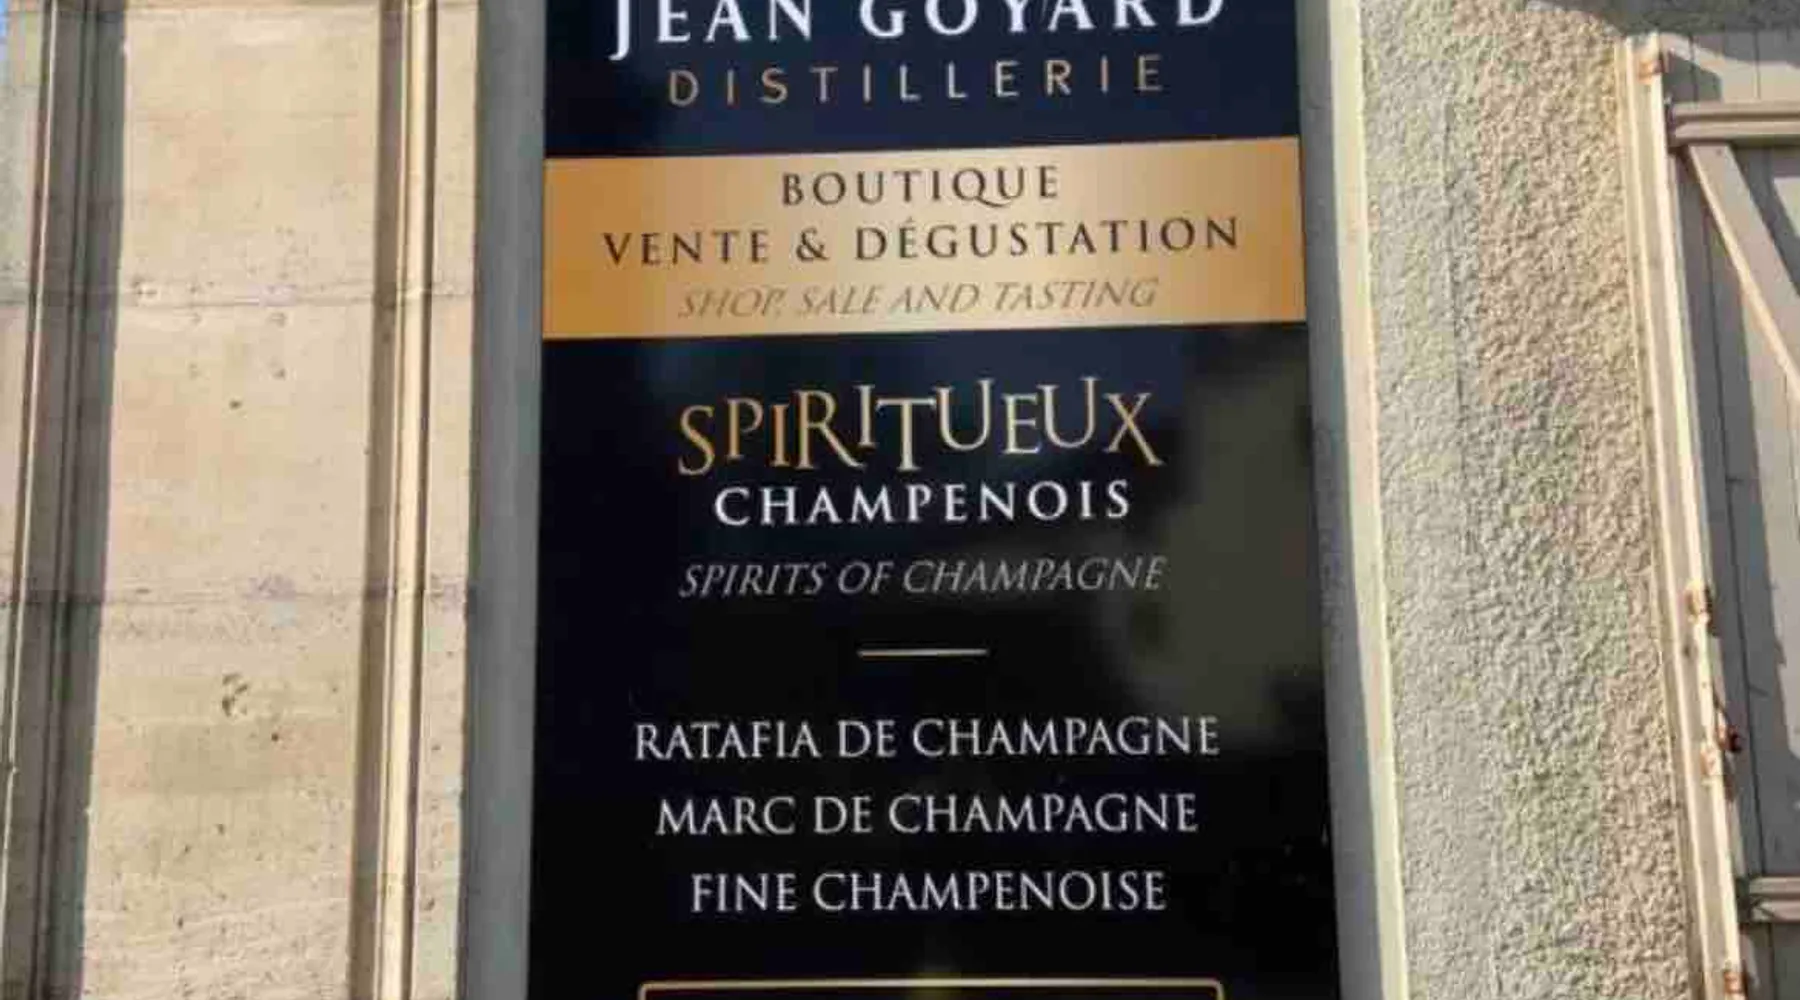 JEAN GOYARD
DISTILLERIE
BOUTIQUE
VENTE & DÉGUSTATION
SHOP, SALE AND TASTING
SPIRITUEUX
CHAMPENOIS
SPIRITS OF CHAMPAGNE
RATAFIA DE CHAMPAGNE
MARC DE CHAMPAGNE
FINE CHAMPENOISE